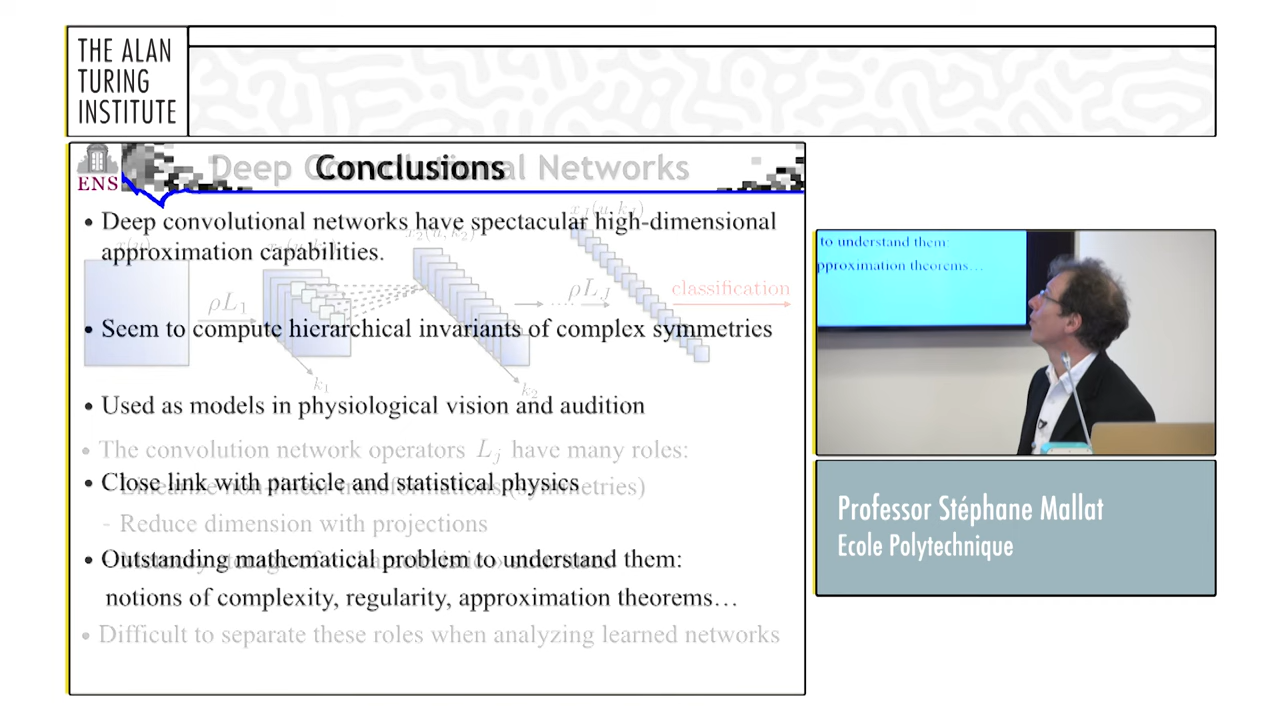 THE ALAN
TURING
INSTITUTE
ENS
Deep Convolutional Networks
Conclusions
• Deep convolutional networks have spectacular high-dimensional
approximation capabilities.
ρL₁
ρL_J
classification
• Seem to compute hierarchical invariants of complex symmetries
k₁
k₂
• Used as models in physiological vision and audition
• The convolution network operators L_j have many roles:
• Close link with particle and statistical physics
- Linearize non-linear transformations (symmetries)
- Reduce dimension with projections
• Outstanding mathematical problem to understand them:
notions of complexity, regularity, approximation theorems…
• Difficult to separate these roles when analyzing learned networks
to understand them:
pproximation theorems…
Professor Stéphane Mallat
Ecole Polytechnique